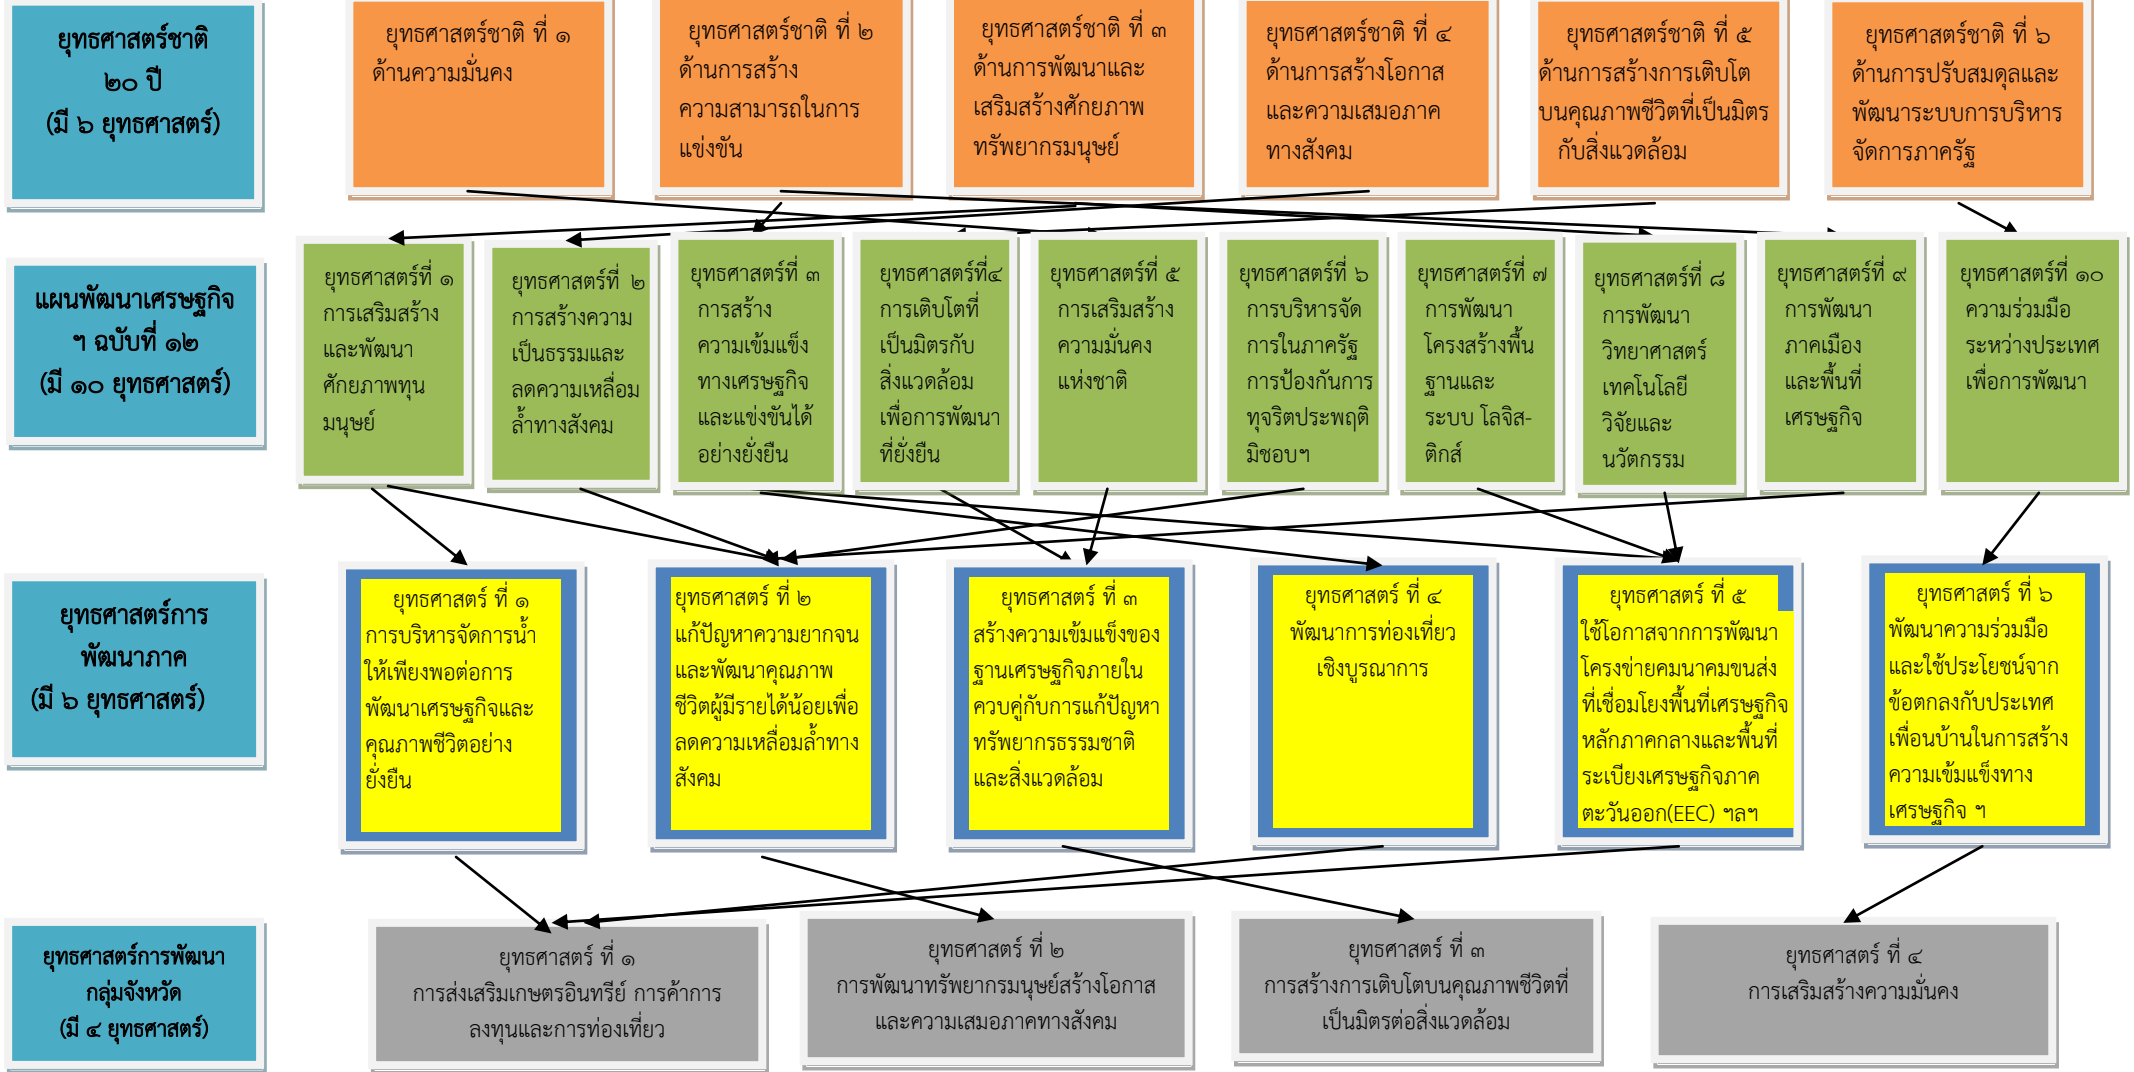 ยุทธศาสตร์ชาติ
๒๐ ปี
(มี ๖ ยุทธศาสตร์)
ยุทธศาสตร์ชาติ ที่ ๑
ด้านความมั่นคง
ยุทธศาสตร์ชาติ ที่ ๒
ด้านการสร้าง
ความสามารถในการ
แข่งขัน
ยุทธศาสตร์ชาติ ที่ ๓
ด้านการพัฒนาและ
เสริมสร้างศักยภาพ
ทรัพยากรมนุษย์
ยุทธศาสตร์ชาติ ที่ ๔
ด้านการสร้างโอกาส
และความเสมอภาค
ทางสังคม
ยุทธศาสตร์ชาติ ที่ ๕
ด้านการสร้างการเติบโต
บนคุณภาพชีวิตที่เป็นมิตร
กับสิ่งแวดล้อม
ยุทธศาสตร์ชาติ ที่ ๖
ด้านการปรับสมดุลและ
พัฒนาระบบการบริหาร
จัดการภาครัฐ
แผนพัฒนาเศรษฐกิจ
ฯ ฉบับที่ ๑๒
(มี ๑๐ ยุทธศาสตร์)
ยุทธศาสตร์ที่ ๑
การเสริมสร้าง
และพัฒนา
ศักยภาพทุน
มนุษย์
ยุทธศาสตร์ที่ ๒
การสร้างความ
เป็นธรรมและ
ลดความเหลื่อม
ล้ำทางสังคม
ยุทธศาสตร์ที่ ๓
การสร้าง
ความเข้มแข็ง
ทางเศรษฐกิจ
และแข่งขันได้
อย่างยั่งยืน
ยุทธศาสตร์ที่๔
การเติบโตที่
เป็นมิตรกับ
สิ่งแวดล้อม
เพื่อการพัฒนา
ที่ยั่งยืน
ยุทธศาสตร์ที่ ๕
การเสริมสร้าง
ความมั่นคง
แห่งชาติ
ยุทธศาสตร์ที่ ๖
การบริหารจัด
การในภาครัฐ
การป้องกันการ
ทุจริตประพฤติ
มิชอบฯ
ยุทธศาสตร์ที่ ๗
การพัฒนา
โครงสร้างพื้น
ฐานและ
ระบบ โลจิส-
ติกส์
ยุทธศาสตร์ที่ ๘
การพัฒนา
วิทยาศาสตร์
เทคโนโลยี
วิจัยและ
นวัตกรรม
ยุทธศาสตร์ที่ ๙
การพัฒนา
ภาคเมือง
และพื้นที่
เศรษฐกิจ
ยุทธศาสตร์ที่ ๑๐
ความร่วมมือ
ระหว่างประเทศ
เพื่อการพัฒนา
ยุทธศาสตร์การ
พัฒนาภาค
(มี ๖ ยุทธศาสตร์)
ยุทธศาสตร์ ที่ ๑
การบริหารจัดการน้ำ
ให้เพียงพอต่อการ
พัฒนาเศรษฐกิจและ
คุณภาพชีวิตอย่าง
ยั่งยืน
ยุทธศาสตร์ ที่ ๒
แก้ปัญหาความยากจน
และพัฒนาคุณภาพ
ชีวิตผู้มีรายได้น้อยเพื่อ
ลดความเหลื่อมล้ำทาง
สังคม
ยุทธศาสตร์ ที่ ๓
สร้างความเข้มแข็งของ
ฐานเศรษฐกิจภายใน
ควบคู่กับการแก้ปัญหา
ทรัพยากรธรรมชาติ
และสิ่งแวดล้อม
ยุทธศาสตร์ ที่ ๔
พัฒนาการท่องเที่ยว
เชิงบูรณาการ
ยุทธศาสตร์ ที่ ๕
ใช้โอกาสจากการพัฒนา
โครงข่ายคมนาคมขนส่ง
ที่เชื่อมโยงพื้นที่เศรษฐกิจ
หลักภาคกลางและพื้นที่
ระเบียงเศรษฐกิจภาค
ตะวันออก(EEC) ฯลฯ
ยุทธศาสตร์ ที่ ๖
พัฒนาความร่วมมือ
และใช้ประโยชน์จาก
ข้อตกลงกับประเทศ
เพื่อนบ้านในการสร้าง
ความเข้มแข็งทาง
เศรษฐกิจ ฯ
ยุทธศาสตร์การพัฒนา
กลุ่มจังหวัด
(มี ๔ ยุทธศาสตร์)
ยุทธศาสตร์ ที่ ๑
การส่งเสริมเกษตรอินทรีย์ การค้าการ
ลงทุนและการท่องเที่ยว
ยุทธศาสตร์ ที่ ๒
การพัฒนาทรัพยากรมนุษย์สร้างโอกาส
และความเสมอภาคทางสังคม
ยุทธศาสตร์ ที่ ๓
การสร้างการเติบโตบนคุณภาพชีวิตที่
เป็นมิตรต่อสิ่งแวดล้อม
ยุทธศาสตร์ ที่ ๔
การเสริมสร้างความมั่นคง